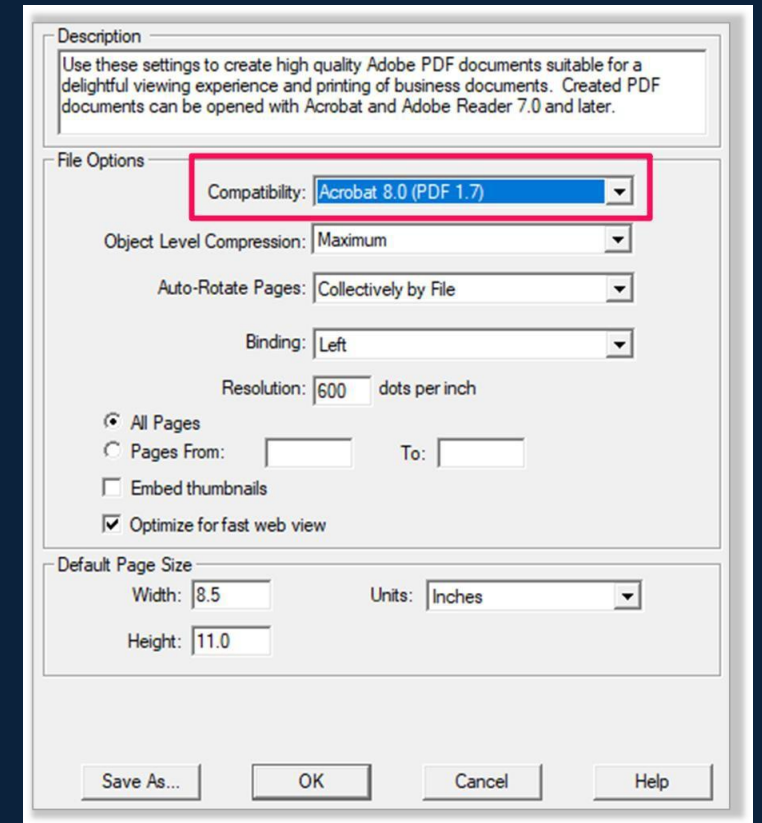 Description
Use these settings to create high quality Adobe PDF documents suitable for a
delightful viewing experience and printing of business documents.  Created PDF
documents can be opened with Acrobat and Adobe Reader 7.0 and later.
File Options
Compatibility: Acrobat 8.0 (PDF 1.7)
Object Level Compression: Maximum
Auto-Rotate Pages: Collectively by File
Binding: Left
Resolution: 600 dots per inch
All Pages
Pages From: To:
Embed thumbnails
Optimize for fast web view
Default Page Size
Width: 8.5 Units: Inches
Height: 11.0
Save As... OK Cancel Help